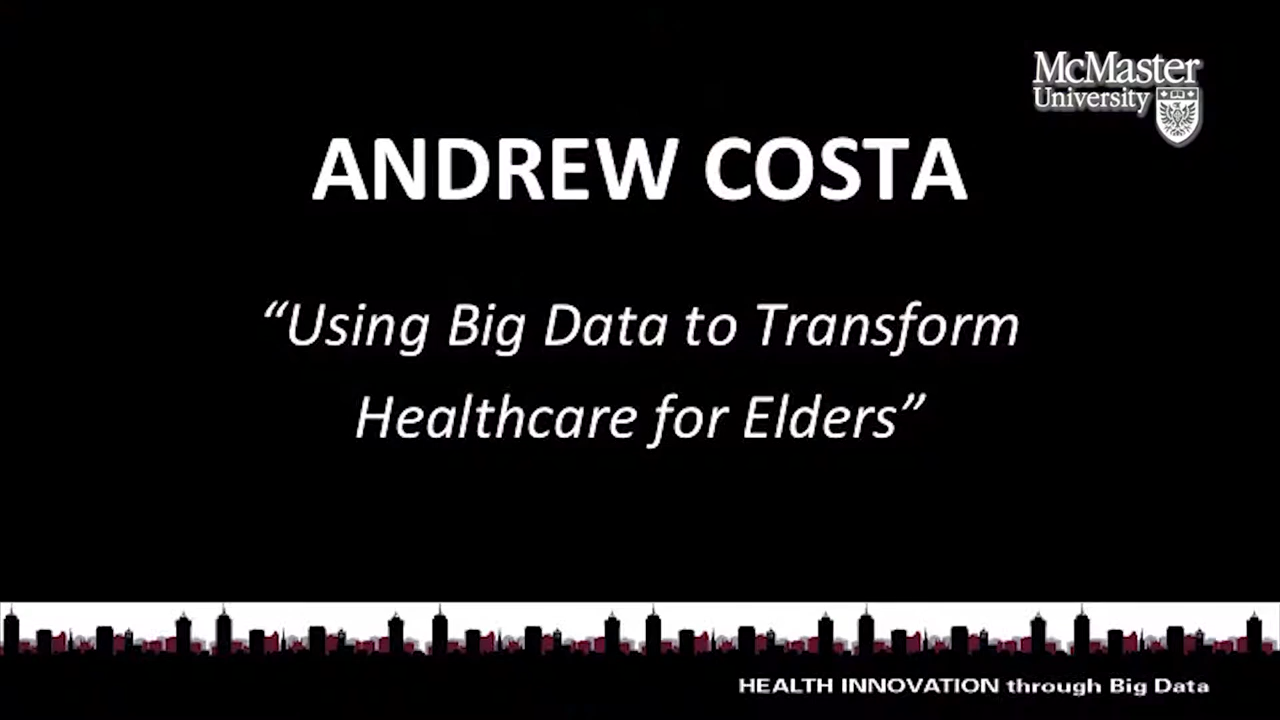 McMaster
University
ANDREW COSTA
“Using Big Data to Transform
Healthcare for Elders”
HEALTH INNOVATION through Big Data